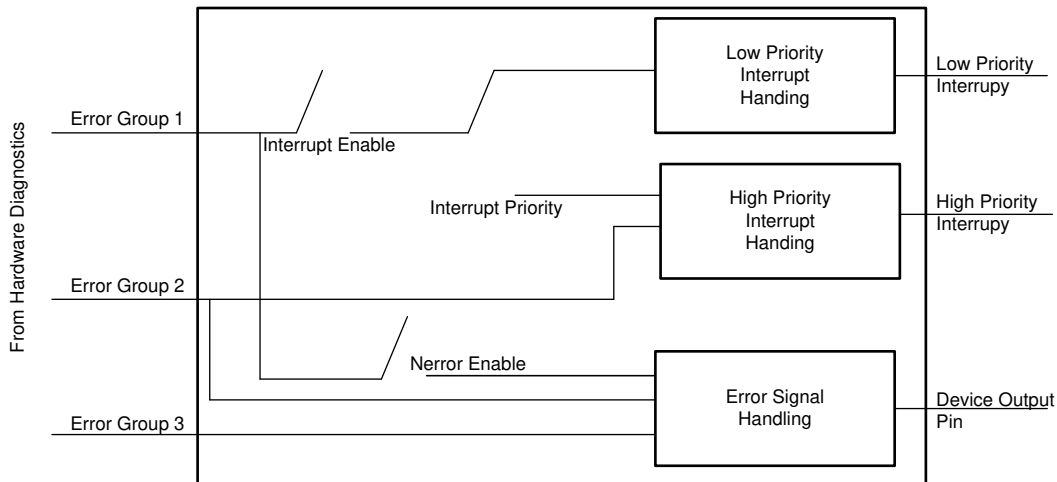 From Hardware Diagnostics
Error Group 1
Interrupt Enable
Low Priority
Interrupt
Handing
Low Priority
Interrupy
Interrupt Priority
High Priority
Interrupt
Handing
High Priority
Interrupy
Error Group 2
Nerror Enable
Error Signal
Handling
Device Output
Pin
Error Group 3